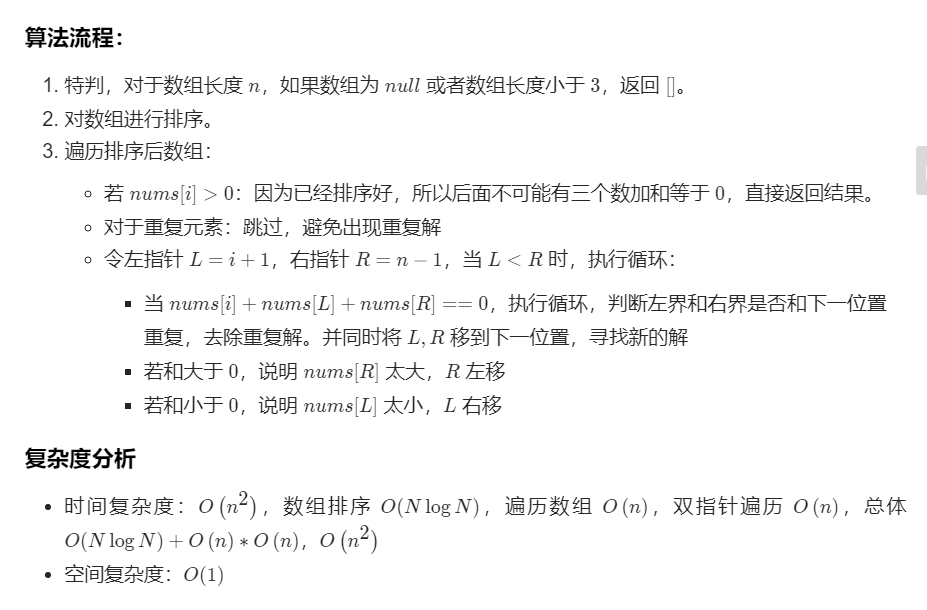 算法流程：
1. 特判，对于数组长度 n，如果数组为 null 或者数组长度小于 3，返回 []。
2. 对数组进行排序。
3. 遍历排序后数组：
若 nums[i] > 0：因为已经排序好，所以后面不可能有三个数加和等于 0，直接返回结果。
对于重复元素：跳过，避免出现重复解
令左指针 L = i + 1，右指针 R = n − 1，当 L < R 时，执行循环：
当 nums[i] + nums[L] + nums[R] == 0，执行循环，判断左界和右界是否和下一位置
重复，去除重复解。并同时将 L, R 移到下一位置，寻找新的解
若和大于 0，说明 nums[R] 太大，R 左移
若和小于 0，说明 nums[L] 太小，L 右移
复杂度分析
时间复杂度：O (n²)，数组排序 O(N log N)，遍历数组 O (n)，双指针遍历 O (n)，总体
O(N log N) + O (n) ∗ O (n)，O (n²)
空间复杂度：O(1)